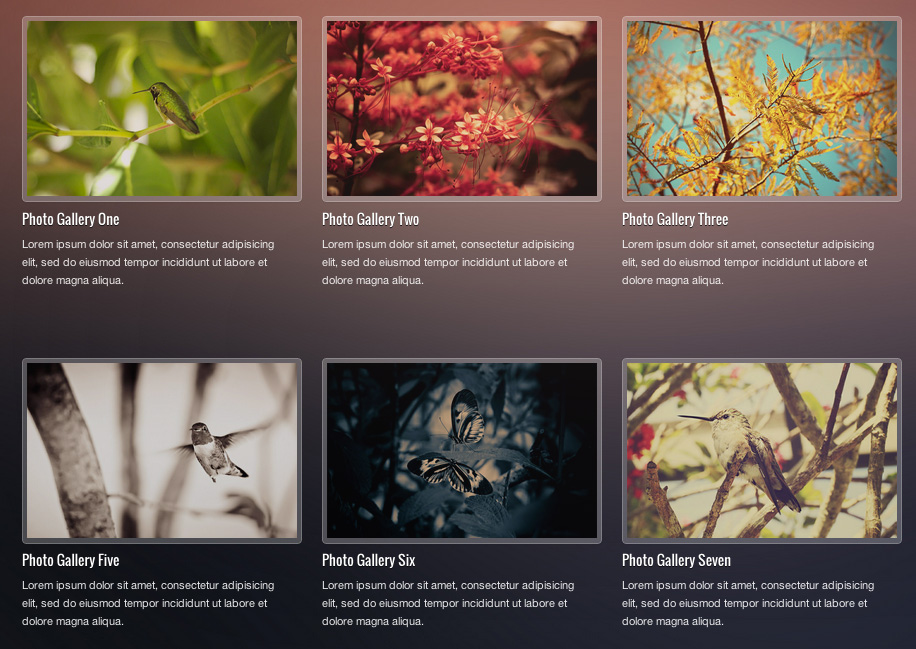 Photo Gallery One
Lorem ipsum dolor sit amet, consectetur adipisicing
elit, sed do eiusmod tempor incididunt ut labore et
dolore magna aliqua.
Photo Gallery Two
Lorem ipsum dolor sit amet, consectetur adipisicing
elit, sed do eiusmod tempor incididunt ut labore et
dolore magna aliqua.
Photo Gallery Three
Lorem ipsum dolor sit amet, consectetur adipisicing
elit, sed do eiusmod tempor incididunt ut labore et
dolore magna aliqua.
Photo Gallery Five
Lorem ipsum dolor sit amet, consectetur adipisicing
elit, sed do eiusmod tempor incididunt ut labore et
dolore magna aliqua.
Photo Gallery Six
Lorem ipsum dolor sit amet, consectetur adipisicing
elit, sed do eiusmod tempor incididunt ut labore et
dolore magna aliqua.
Photo Gallery Seven
Lorem ipsum dolor sit amet, consectetur adipisicing
elit, sed do eiusmod tempor incididunt ut labore et
dolore magna aliqua.